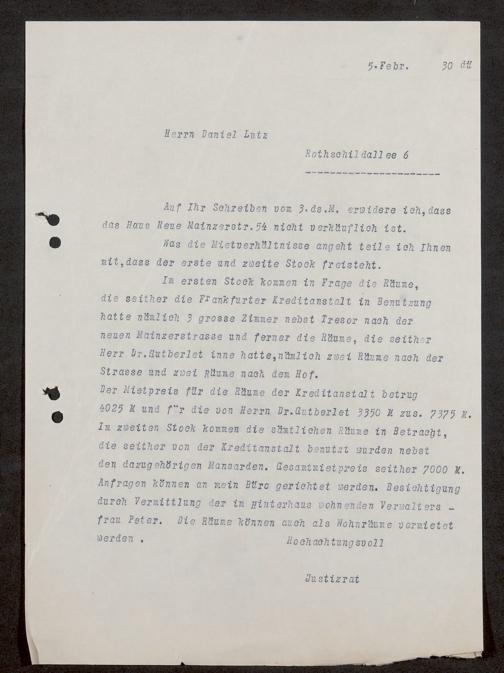 5.Febr. 30 dH
Herrn Daniel Lutz
Rothschildallee 6
Auf Ihr Schreiben vom 3.ds.M. erwidere ich,dass
das Haus Neue Mainzerstr.54 nicht verkäuflich ist.
Was die Mietverhältnisse angeht teile ich Ihnen
mit,dass der erste und zweite Stock freisteht.
Im ersten Stock kommen in Frage die Räume,
die seither die Frankfurter Kreditanstalt in Benutzung
hatte nämlich 3 grosse Zimmer nebst Tresor nach der
neuen Mainzerstrasse und ferner die Räume, die seither
Herr Dr.Gutberlet inne hatte,nämlich zwei Räume nach der
Strasse und zwei Räume nach dem Hof.
Der Mietpreis für die Räume der Kreditanstalt betrug
4025 M und f"r die von Herrn Dr.Gutberlet 3350 M zus. 7375 M.
Im zweiten Stock kommen die sämtlichen Räume in Betracht,
die seither von der Kreditanstalt benutzt wurden nebst
den dazugehörigen Mansarden. Gesamtmietpreis seither 7000 M.
Anfragen können an mein Büro gerichtet werden. Besichtigung
durch Vermittlung der im Hinterhaus wohnenden Verwalters -
frau Peter. Die Räume können auch als Wohnräume vermietet
werden . Hochachtungsvoll
Justizrat